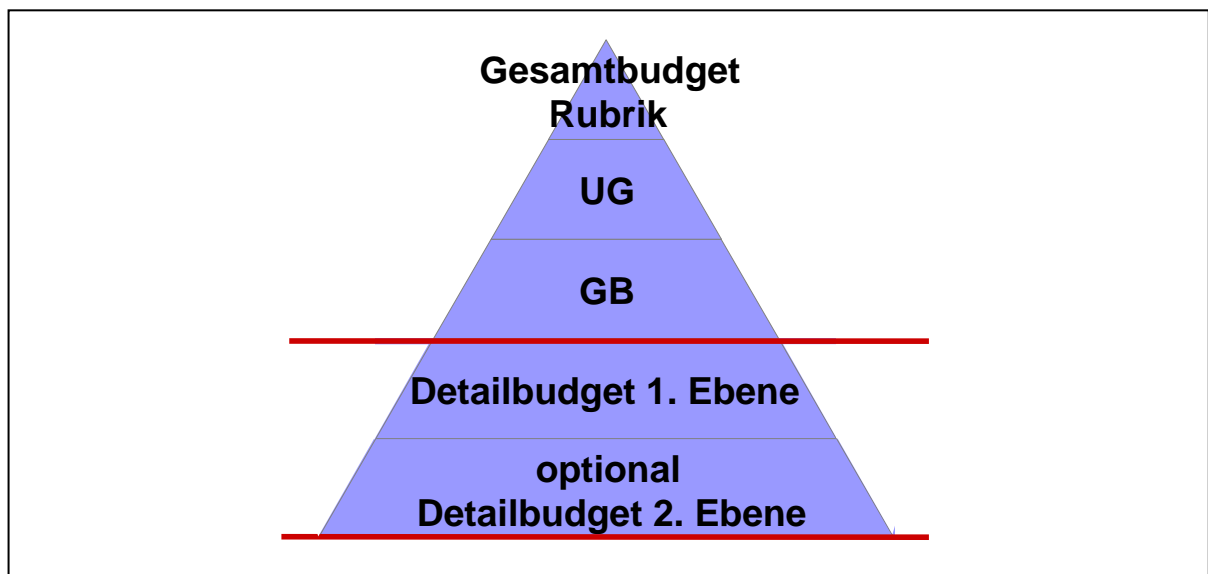 Gesamtbudget
Rubrik
UG
GB
Detailbudget 1. Ebene
optional
Detailbudget 2. Ebene